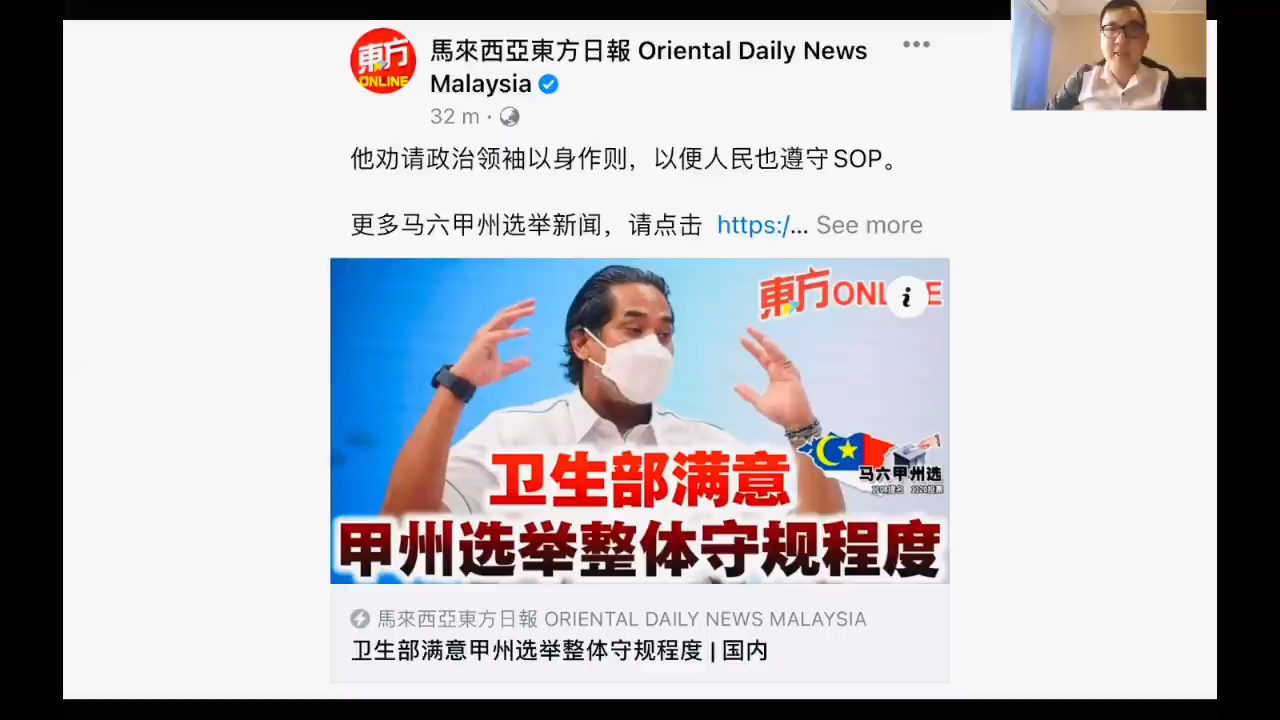 東方
ONLINE
馬來西亞東方日報 Oriental Daily News
Malaysia
32 m ·
他劝请政治领袖以身作则，以便人民也遵守SOP。
更多马六甲州选举新闻，请点击 https:/... See more
東方ONL E
i
马六甲州选
卫生部满意
甲州选举整体守规程度
馬來西亞東方日報 ORIENTAL DAILY NEWS MALAYSIA
卫生部满意甲州选举整体守规程度 | 国内